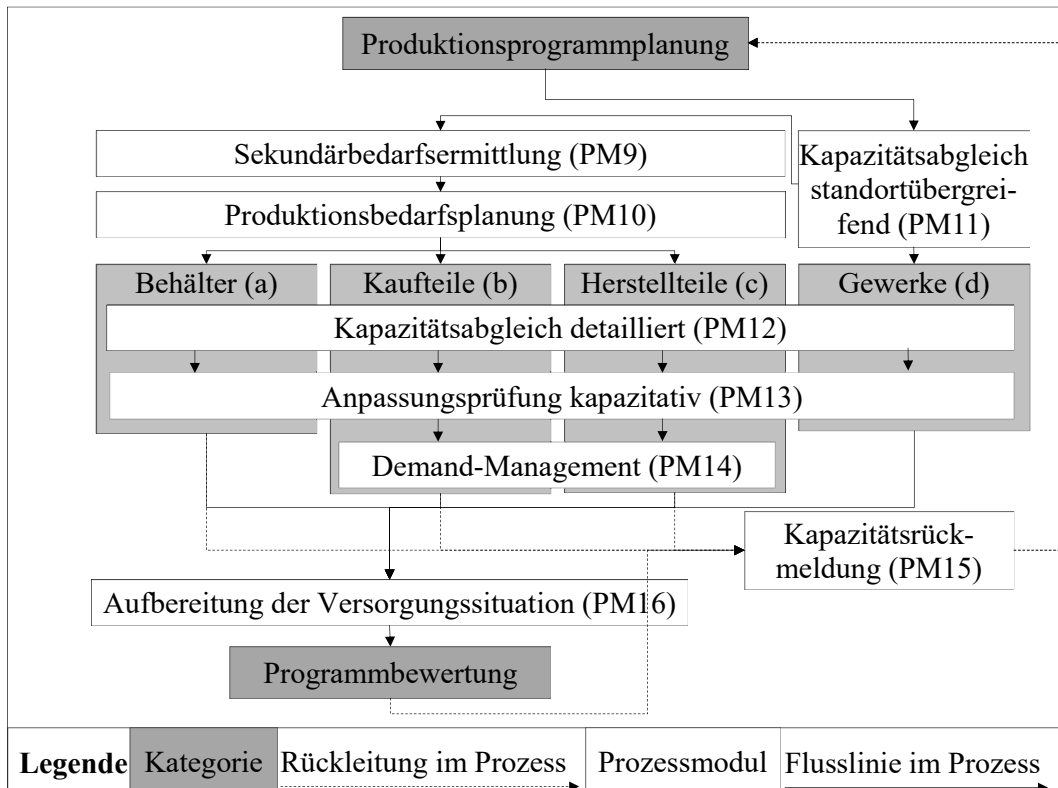 Produktionsprogrammplanung
Sekundärbedarfsermittlung (PM9)
Kapazitätsabgleich
standortübergrei-
fend (PM11)
Produktionsbedarfsplanung (PM10)
Behälter (a)
Kaufteile (b)
Herstellteile (c)
Gewerke (d)
Kapazitätsabgleich detailliert (PM12)
Anpassungsprüfung kapazitativ (PM13)
Demand-Management (PM14)
Kapazitätsrück-
meldung (PM15)
Aufbereitung der Versorgungssituation (PM16)
Programmbewertung
Legende
Kategorie
Rückleitung im Prozess
Prozessmodul
Flusslinie im Prozess